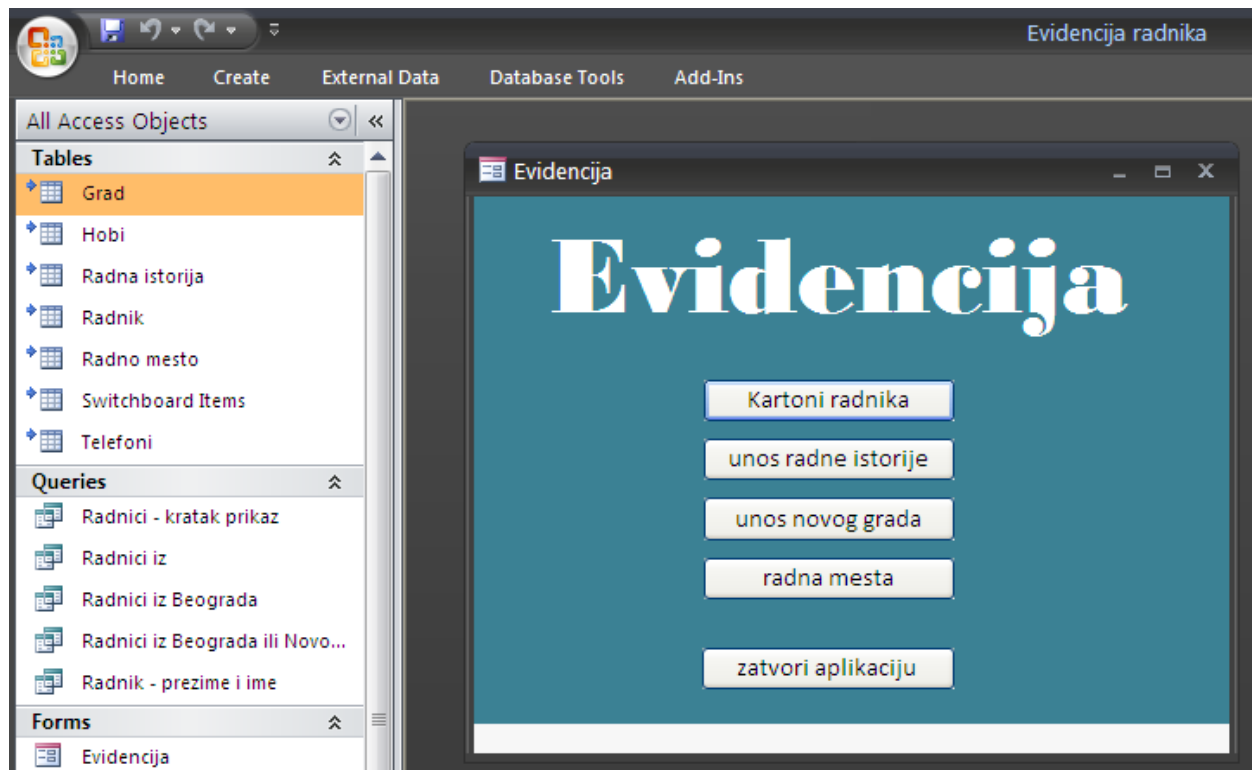 Evidencija radnika
Home Create External Data Database Tools Add-Ins
All Access Objects
Tables
Grad
Hobi
Radna istorija
Radnik
Radno mesto
Switchboard Items
Telefoni
Queries
Radnici - kratak prikaz
Radnici iz
Radnici iz Beograda
Radnici iz Beograda ili Novo...
Radnik - prezime i ime
Forms
Evidencija
Evidencija
Evidencija
Kartoni radnika
unos radne istorije
unos novog grada
radna mesta
zatvori aplikaciju